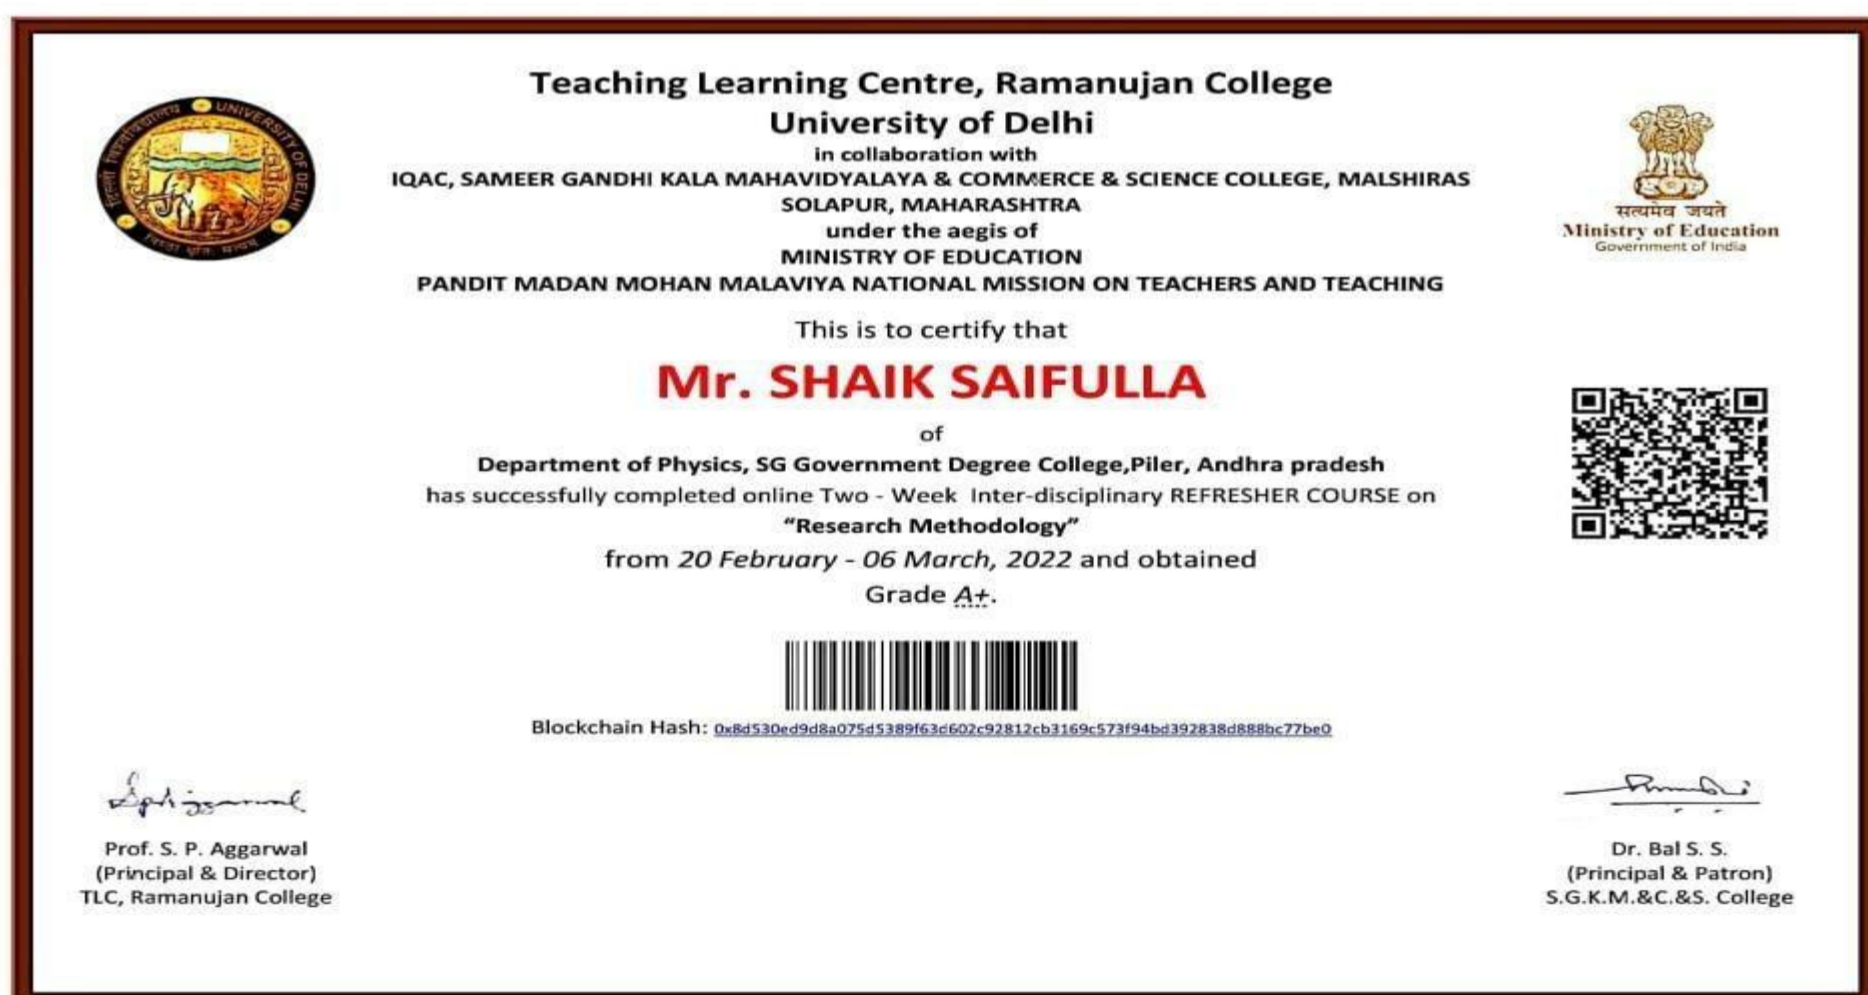 Teaching Learning Centre, Ramanujan College
University of Delhi
in collaboration with
IQAC, SAMEER GANDHI KALA MAHAVIDYALAYA & COMMERCE & SCIENCE COLLEGE, MALSHIRAS
SOLAPUR, MAHARASHTRA
under the aegis of
MINISTRY OF EDUCATION
PANDIT MADAN MOHAN MALAVIYA NATIONAL MISSION ON TEACHERS AND TEACHING
UNIVERSITY OF DELHI
सत्यमेव जयते
Ministry of Education
Government of India
This is to certify that
Mr. SHAIK SAIFULLA
of
Department of Physics, SG Government Degree College,Piler, Andhra pradesh
has successfully completed online Two - Week Inter-disciplinary REFRESHER COURSE on
“Research Methodology”
from 20 February - 06 March, 2022 and obtained
Grade A+.
Blockchain Hash: 0x8d530ed9d8a075d5389f63d602c92812cb3169c573f94bd392838d888bc77be0
Prof. S. P. Aggarwal
(Principal & Director)
TLC, Ramanujan College
Dr. Bal S. S.
(Principal & Patron)
S.G.K.M.&C.&S. College